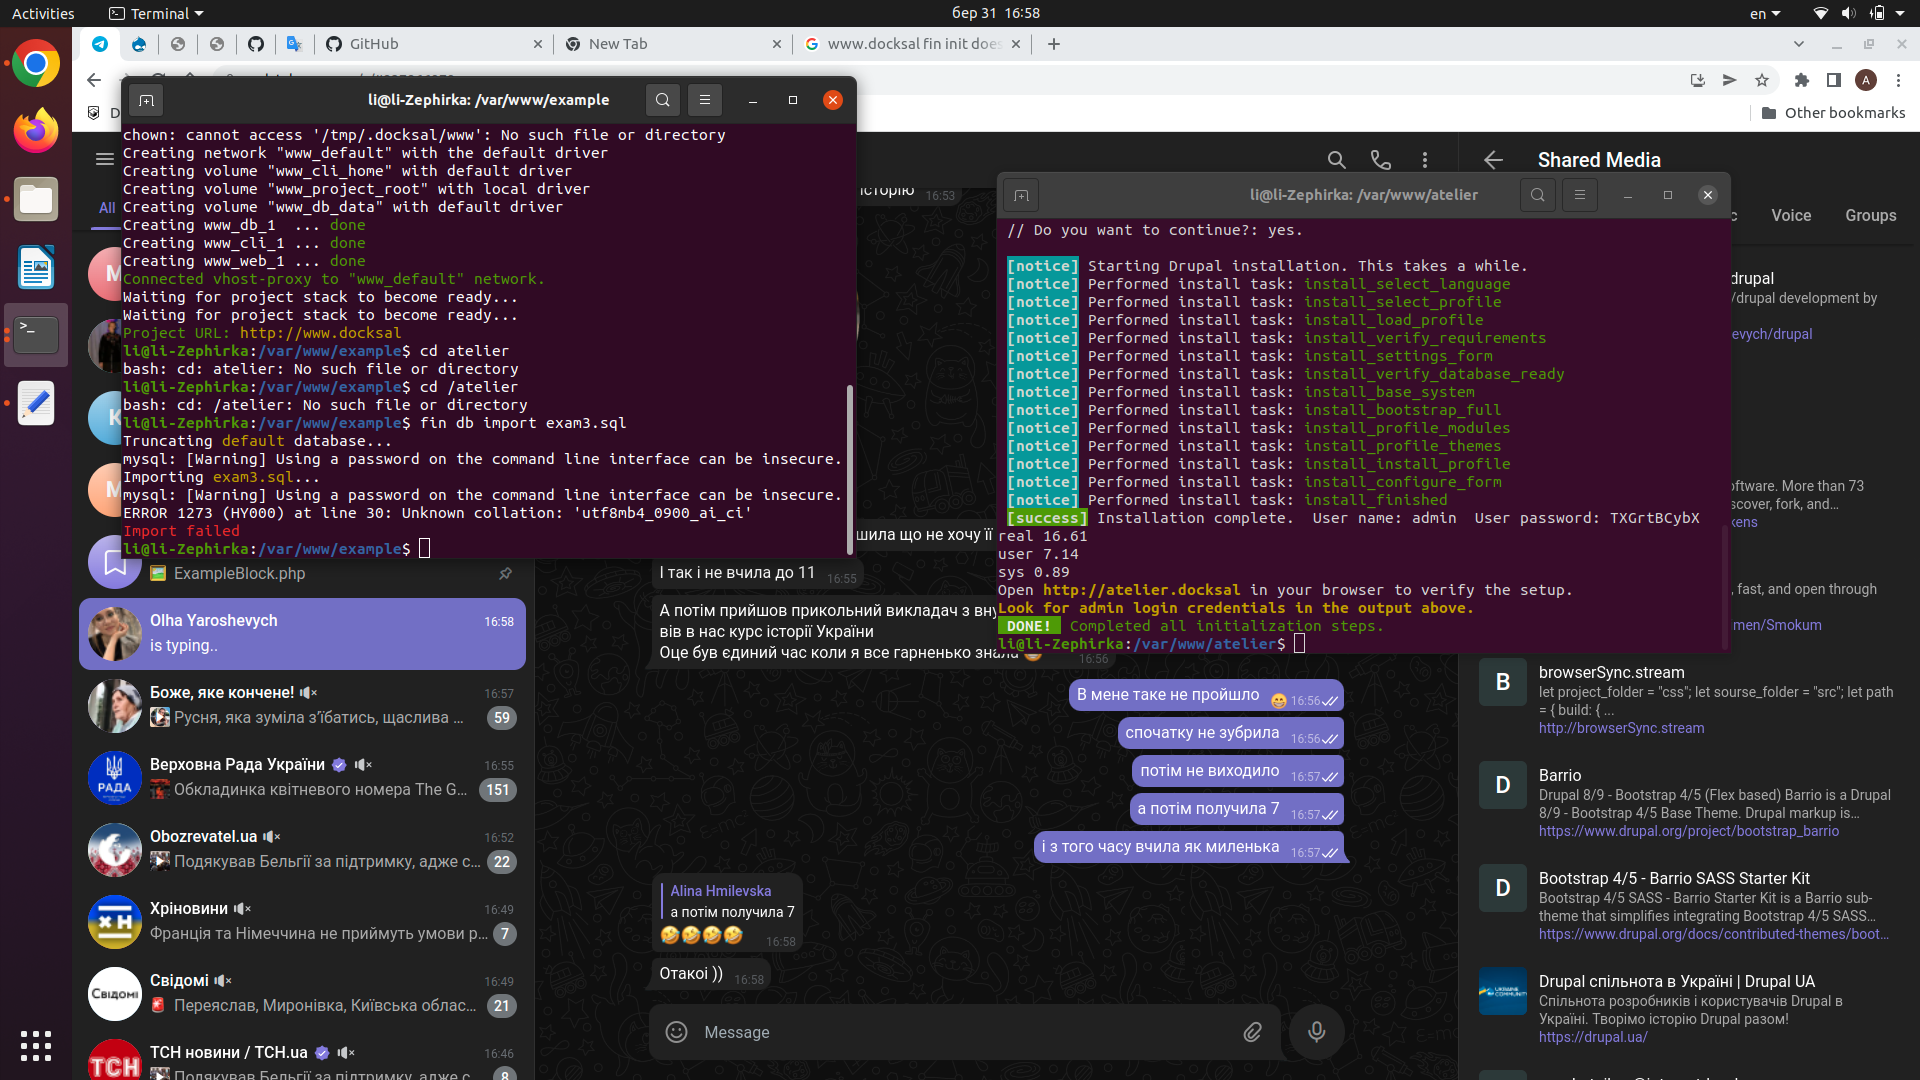 Activities
Terminal
бер 31 16:58
en
GitHub
New Tab
www.docksal fin init does
Other bookmarks
li@li-Zephirka: /var/www/example
chown: cannot access '/tmp/.docksal/www': No such file or directory
Creating network "www_default" with the default driver
Creating volume "www_cli_home" with default driver
Creating volume "www_project_root" with local driver
Creating volume "www_db_data" with default driver
Creating www_db_1  ... done
Creating www_cli_1 ... done
Creating www_web_1 ... done
Connected vhost-proxy to "www_default" network.
Waiting for project stack to become ready...
Waiting for project stack to become ready...
Project URL: http://www.docksal
li@li-Zephirka:/var/www/example$ cd atelier
bash: cd: atelier: No such file or directory
li@li-Zephirka:/var/www/example$ cd /atelier
bash: cd: /atelier: No such file or directory
li@li-Zephirka:/var/www/example$ fin db import exam3.sql
Truncating default database...
mysql: [Warning] Using a password on the command line interface can be insecure.
Importing exam3.sql...
mysql: [Warning] Using a password on the command line interface can be insecure.
ERROR 1273 (HY000) at line 30: Unknown collation: 'utf8mb4_0900_ai_ci'
Import failed
li@li-Zephirka:/var/www/example$
All
ExampleBlock.php
Olha Yaroshevych 16:58
is typing..
Боже, яке кончене! 16:57
Русня, яка зуміла з'їбатись, щаслива ... 59
Верховна Рада України 16:55
РАДА
Обкладинка квітневого номера The G... 151
Obozrevatel.ua 16:52
Подякував Бельгії за підтримку, адже с... 22
Хріновини 16:49
Франція та Німеччина не приймуть умови р... 7
Свідомі 16:49
Свідомі
Переяслав, Миронівка, Київська облас... 21
ТСН новини / ТСН.ua 16:46
ТСН
Подякував Бельгії за підтримку, адже с... 8
історію 16:53
шила що не хочу її
І так і не вчила до 11 16:55
А потім прийшов прикольний викладач з вну
вів в нас курс історії України
Оце був єдиний час коли я все гарненько знала 16:56
В мене таке не пройшло 😁 16:56
спочатку не зубрила 16:56
потім не виходило 16:57
а потім получила 7 16:57
і з того часу вчила як миленька 16:57
Alina Hmilevska
а потім получила 7
🤣🤣🤣🤣 16:58
Отакоі )) 16:58
Message
li@li-Zephirka: /var/www/atelier
// Do you want to continue?: yes.
[notice] Starting Drupal installation. This takes a while.
[notice] Performed install task: install_select_language
[notice] Performed install task: install_select_profile
[notice] Performed install task: install_load_profile
[notice] Performed install task: install_verify_requirements
[notice] Performed install task: install_settings_form
[notice] Performed install task: install_verify_database_ready
[notice] Performed install task: install_base_system
[notice] Performed install task: install_bootstrap_full
[notice] Performed install task: install_profile_modules
[notice] Performed install task: install_profile_themes
[notice] Performed install task: install_install_profile
[notice] Performed install task: install_configure_form
[notice] Performed install task: install_finished
[success] Installation complete.  User name: admin  User password: TXGrtBCybX
real 16.61
user 7.14
sys 0.89
Open http://atelier.docksal in your browser to verify the setup.
Look for admin login credentials in the output above.
DONE!  Completed all initialization steps.
li@li-Zephirka:/var/www/atelier$
Shared Media
Voice
Groups
drupal
/drupal development by
evych/drupal
oftware. More than 73
scover, fork, and...
kens
, fast, and open through
men/Smokum
B
browserSync.stream
let project_folder = "css"; let sourse_folder = "src"; let path
= { build: { ...
http://browserSync.stream
D
Barrio
Drupal 8/9 - Bootstrap 4/5 (Flex based) Barrio is a Drupal
8/9 - Bootstrap 4/5 Base Theme. Drupal markup is...
https://www.drupal.org/project/bootstrap_barrio
D
Bootstrap 4/5 - Barrio SASS Starter Kit
Bootstrap 4/5 SASS - Barrio Starter Kit is a Barrio sub-
theme that simplifies integrating Bootstrap 4/5 SASS...
https://www.drupal.org/docs/contributed-themes/boot...
Drupal спільнота в Україні | Drupal UA
Спільнота розробників і користувачів Drupal в
Україні. Творімо історію Drupal разом!
https://drupal.ua/